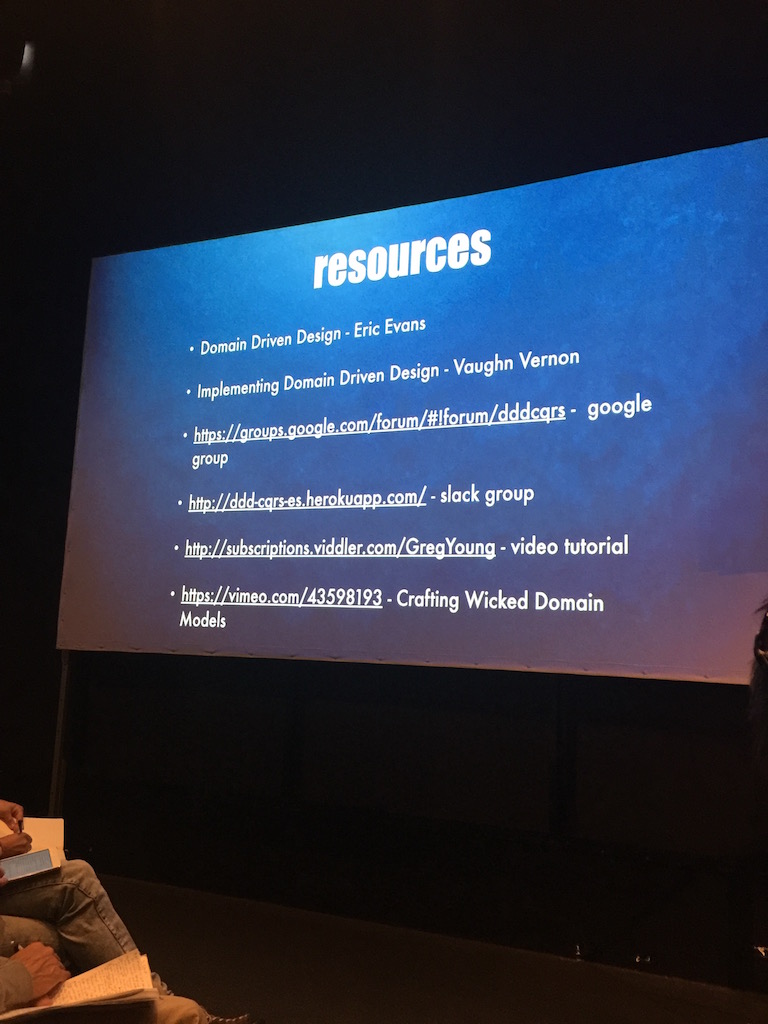 resources
• Domain Driven Design - Eric Evans
• Implementing Domain Driven Design - Vaughn Vernon
• https://groups.google.com/forum/#!forum/dddcqrs - google
group
• http://ddd-cqrs-es.herokuapp.com/ - slack group
• http://subscriptions.viddler.com/GregYoung - video tutorial
• https://vimeo.com/43598193 - Crafting Wicked Domain
Models